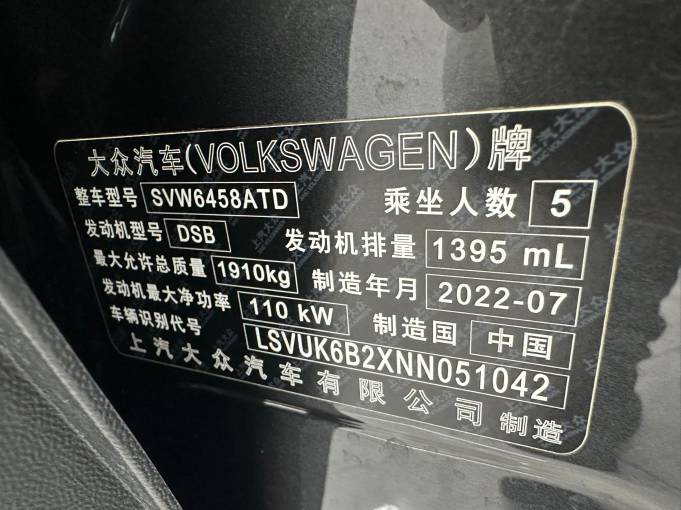 大众汽车(VOLKSWAGEN)牌
整车型号 SVW6458ATD 乘坐人数 5
发动机型号 DSB 发动机排量 1395 mL
最大允许总质量 1910kg 制造年月 2022-07
发动机最大净功率 110 kW 制造国 中国
车辆识别代号 LSVUK6B2XNN051042
上汽大众汽车有限公司制造